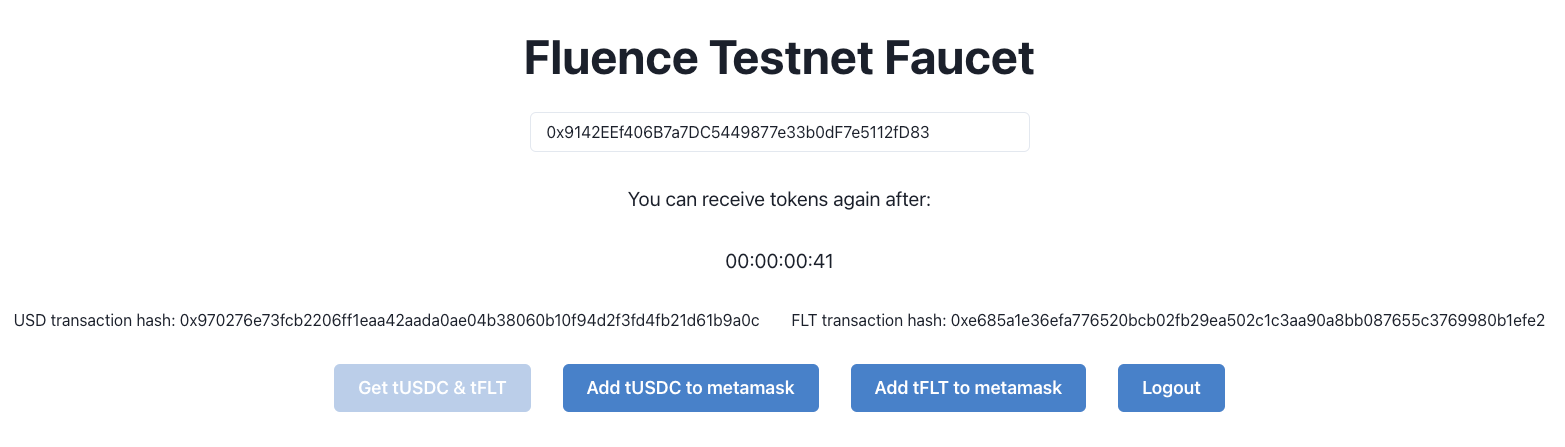 Fluence Testnet Faucet
0x9142EEf406B7a7DC5449877e33b0dF7e5112fD83
You can receive tokens again after:
00:00:00:41
USD transaction hash: 0x970276e73fcb2206ff1eaa42aada0ae04b38060b10f94d2f3fd4fb21d61b9a0c FLT transaction hash: 0xe685a1e36efa776520bcb02fb29ea502c1c3aa90a8bb087655c3769980b1efe2
Get tUSDC & tFLT Add tUSDC to metamask Add tFLT to metamask Logout